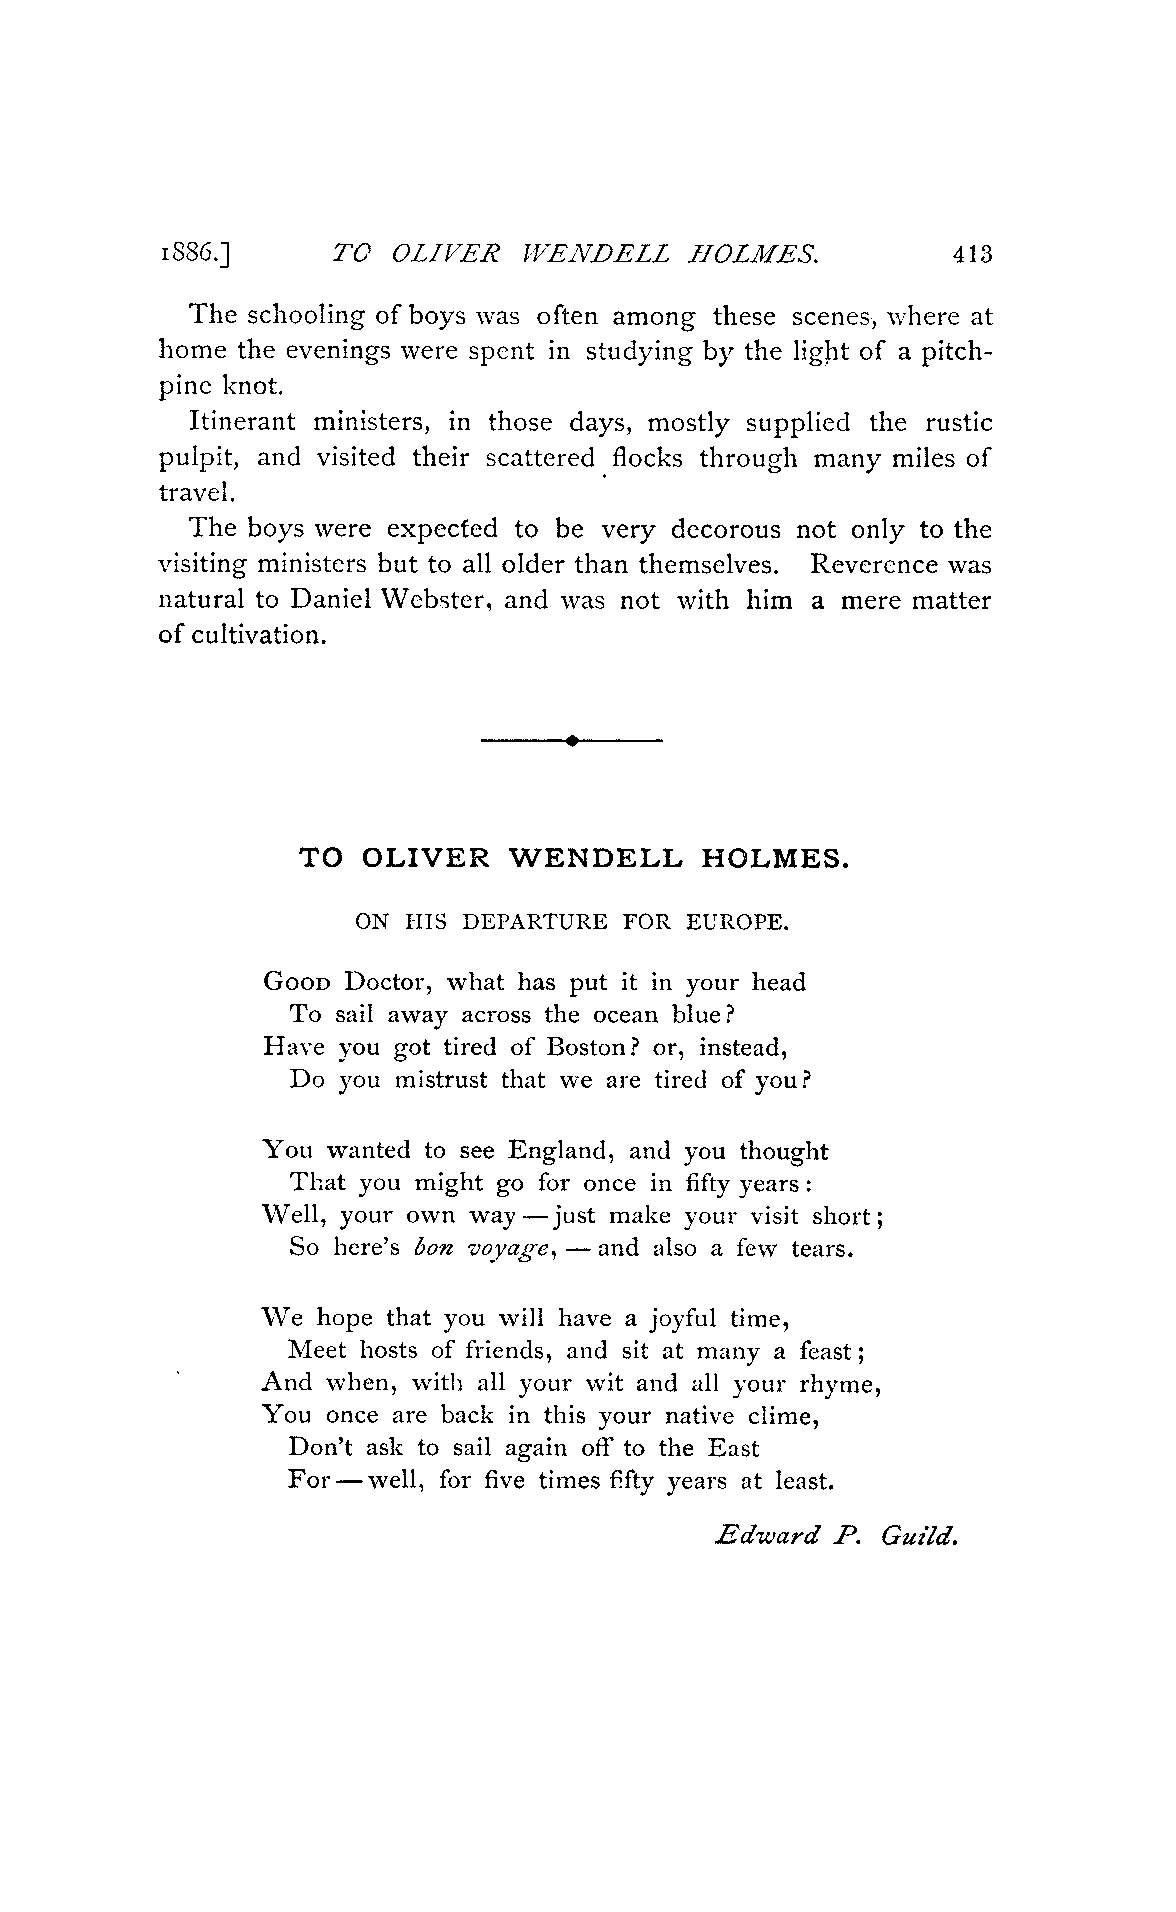 1886.] TO OLIVER WENDELL HOLMES. 413
The schooling of boys was often among these scenes, where at
home the evenings were spent in studying by the light of a pitch-
pine knot.
Itinerant ministers, in those days, mostly supplied the rustic
pulpit, and visited their scattered flocks through many miles of
travel.
The boys were expected to be very decorous not only to the
visiting ministers but to all older than themselves. Reverence was
natural to Daniel Webster, and was not with him a mere matter
of cultivation.
TO OLIVER WENDELL HOLMES.
ON HIS DEPARTURE FOR EUROPE.
GOOD Doctor, what has put it in your head
To sail away across the ocean blue?
Have you got tired of Boston? or, instead,
Do you mistrust that we are tired of you?
You wanted to see England, and you thought
That you might go for once in fifty years:
Well, your own way — just make your visit short;
So here's bon voyage, — and also a few tears.
We hope that you will have a joyful time,
Meet hosts of friends, and sit at many a feast;
And when, with all your wit and all your rhyme,
You once are back in this your native clime,
Don't ask to sail again off to the East
For — well, for five times fifty years at least.
Edward P. Guild.